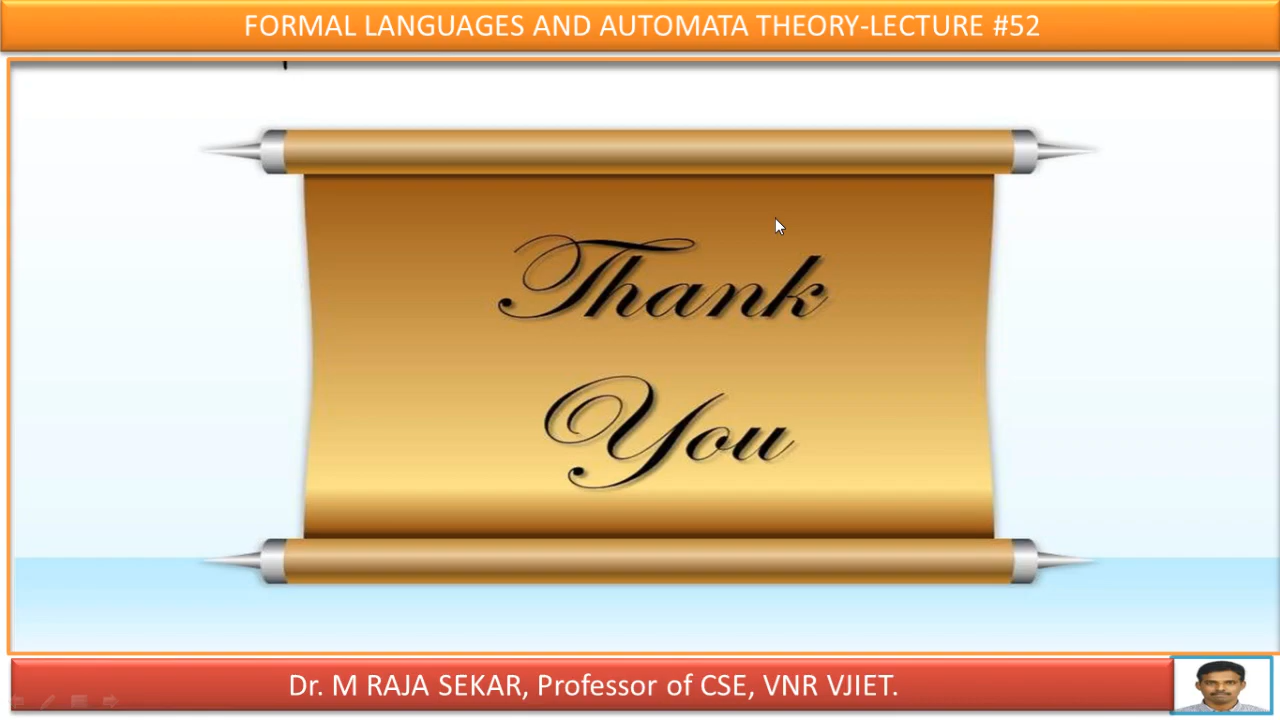 FORMAL LANGUAGES AND AUTOMATA THEORY-LECTURE #52
Thank
You
Dr. M RAJA SEKAR, Professor of CSE, VNR VJIET.